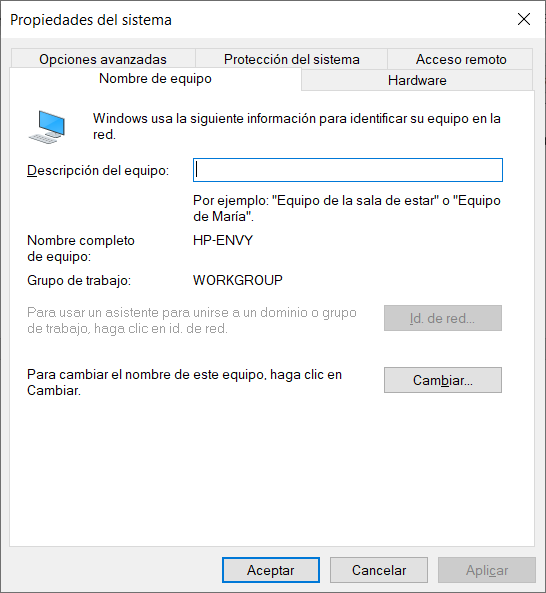 Propiedades del sistema
Opciones avanzadas
Protección del sistema
Acceso remoto
Nombre de equipo
Hardware
Windows usa la siguiente información para identificar su equipo en la
red.
Descripción del equipo:
Por ejemplo: "Equipo de la sala de estar" o "Equipo
de María".
Nombre completo
de equipo:
HP-ENVY
Grupo de trabajo:
WORKGROUP
Para usar un asistente para unirse a un dominio o grupo
de trabajo, haga clic en id. de red.
Id. de red...
Para cambiar el nombre de este equipo, haga clic en
Cambiar.
Cambiar...
Aceptar
Cancelar
Aplicar